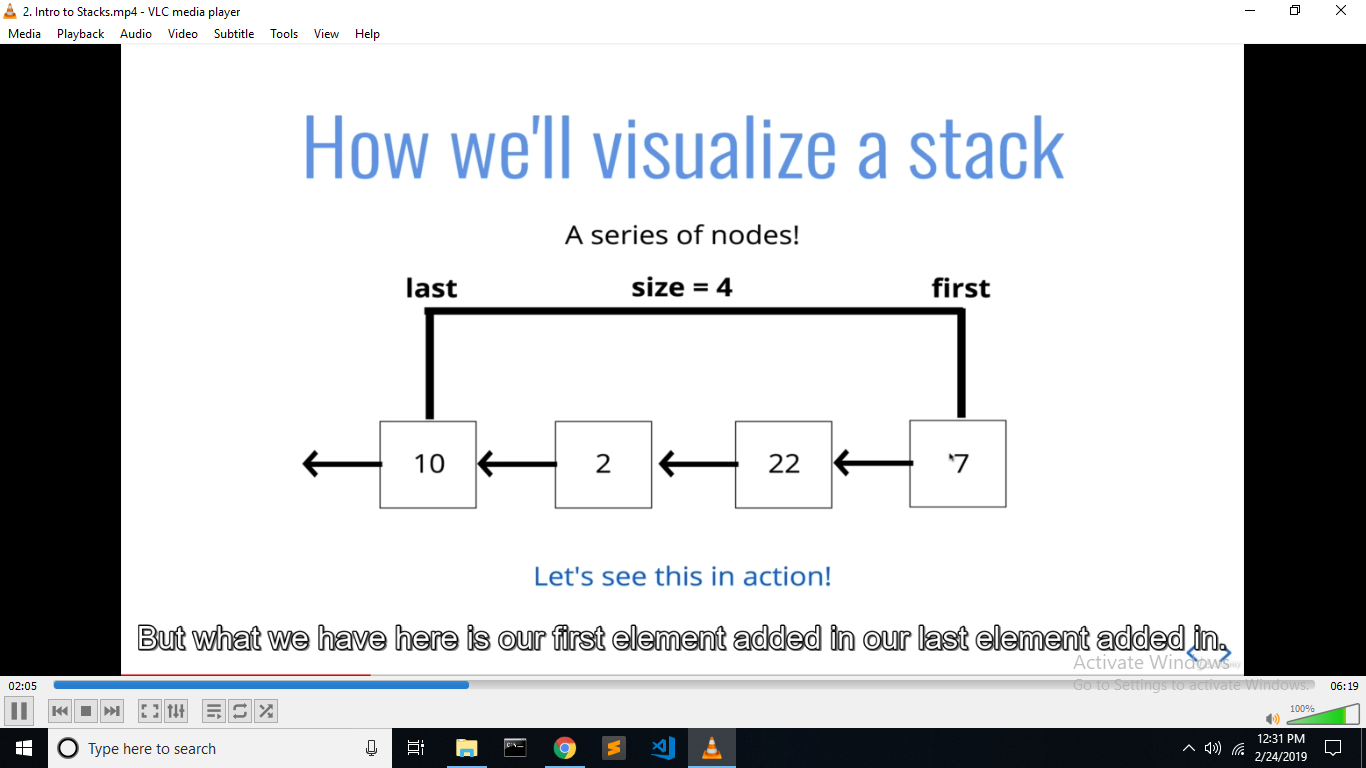 2. Intro to Stacks.mp4 - VLC media player
Media Playback Audio Video Subtitle Tools View Help
How we'll visualize a stack
A series of nodes!
last size = 4 first
10 2 22 7
Let's see this in action!
But what we have here is our first element added in our last element added in.
Activate Windows
Go to Settings to activate Windows.
02:05 06:19
100%
Type here to search
12:31 PM
2/24/2019